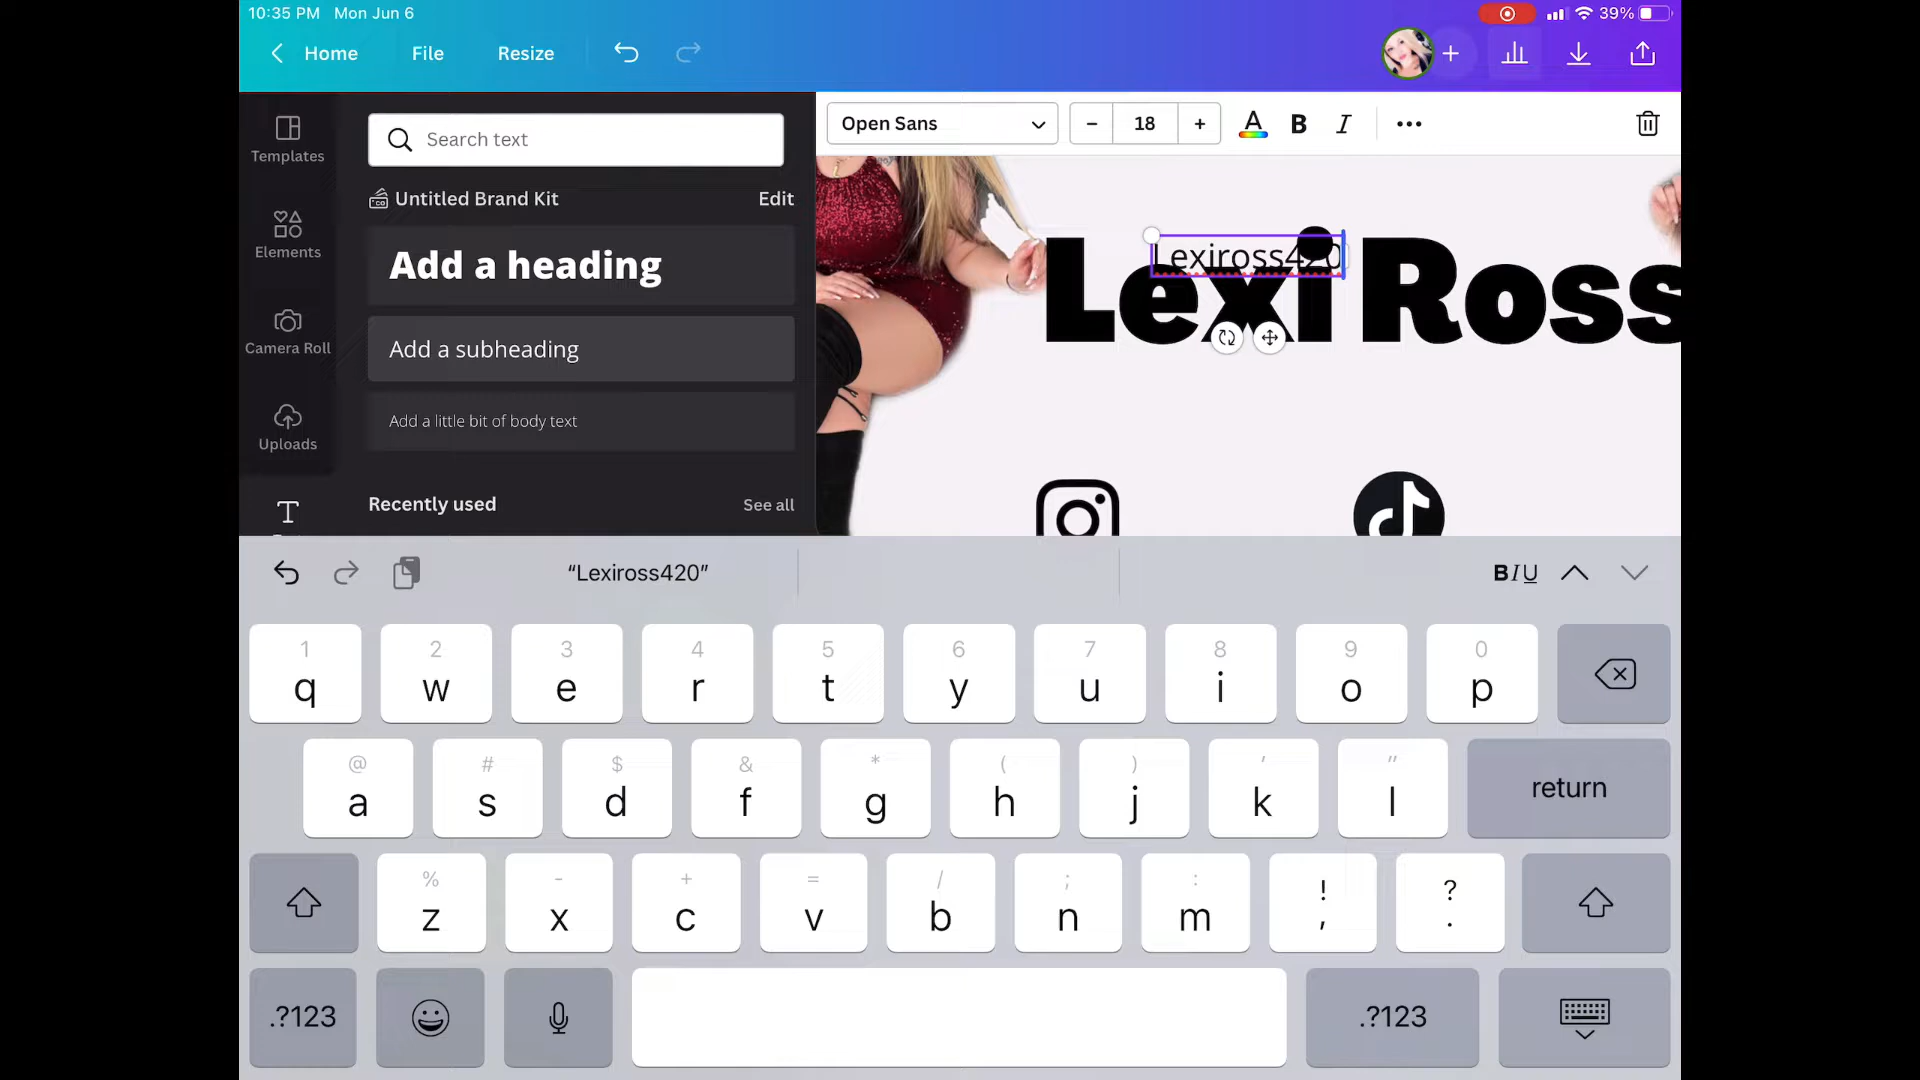 10:35 PM Mon Jun 6
39%
Home File Resize
Templates
Elements
Camera Roll
Uploads
T
Search text
Untitled Brand Kit Edit
Add a heading
Add a subheading
Add a little bit of body text
Recently used See all
Open Sans - 18 + A B I
Lexiross420
Lexi Ross
“Lexiross420” BIU
1 2 3 4 5 6 7 8 9 0
q w e r t y u i o p
@ # $ & * ( ) ' "
a s d f g h j k l return
% - + = / ; : ! ?
z x c v b n m , .
.?123 .?123